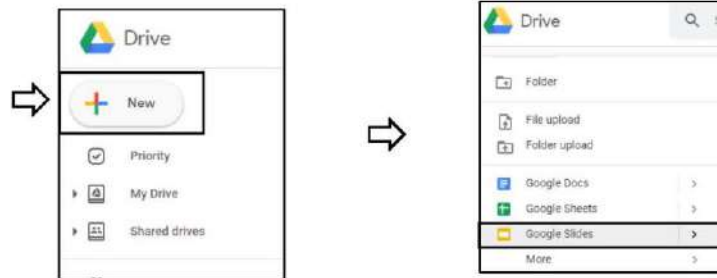 Drive
New
Priority
My Drive
Shared drives
Drive
Folder
File upload
Folder upload
Google Docs
Google Sheets
Google Slides
More